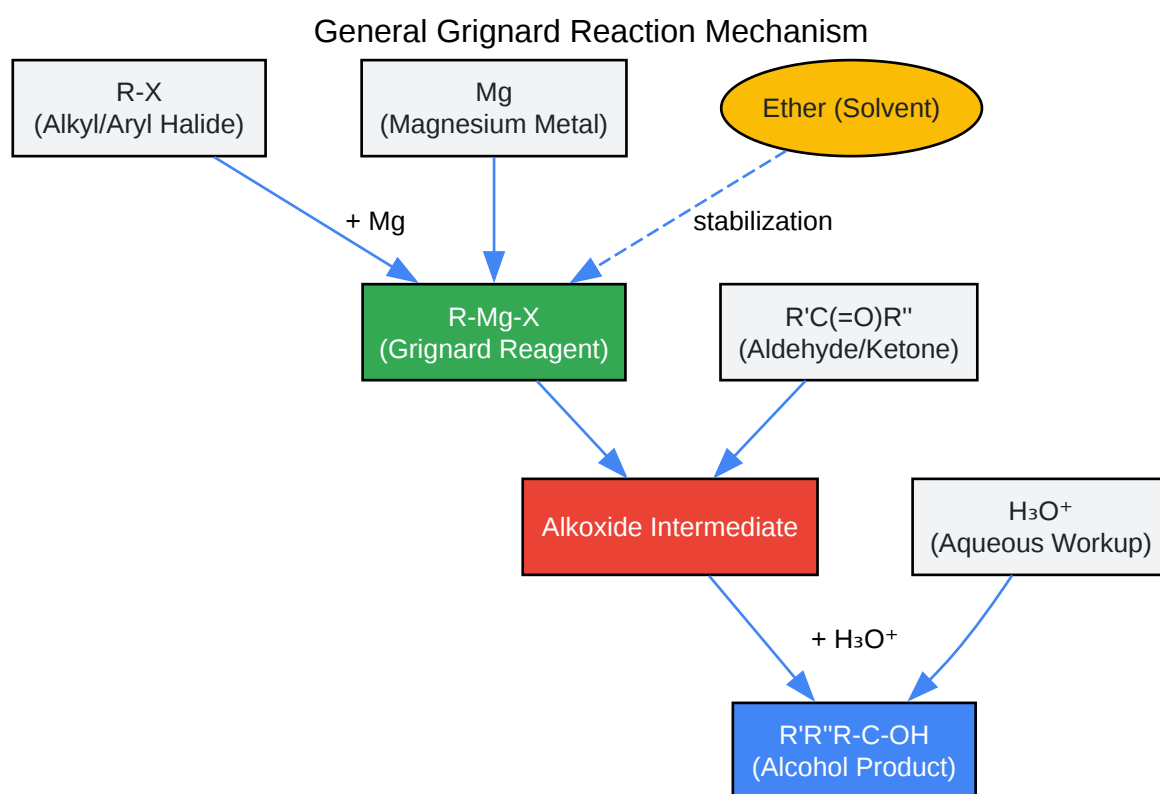 General Grignard Reaction Mechanism
R-X
(Alkyl/Aryl Halide)
Mg
(Magnesium Metal)
Ether (Solvent)
+ Mg
stabilization
R-Mg-X
(Grignard Reagent)
R'C(=O)R''
(Aldehyde/Ketone)
Alkoxide Intermediate
H₃O⁺
(Aqueous Workup)
+ H₃O⁺
R'R''R-C-OH
(Alcohol Product)